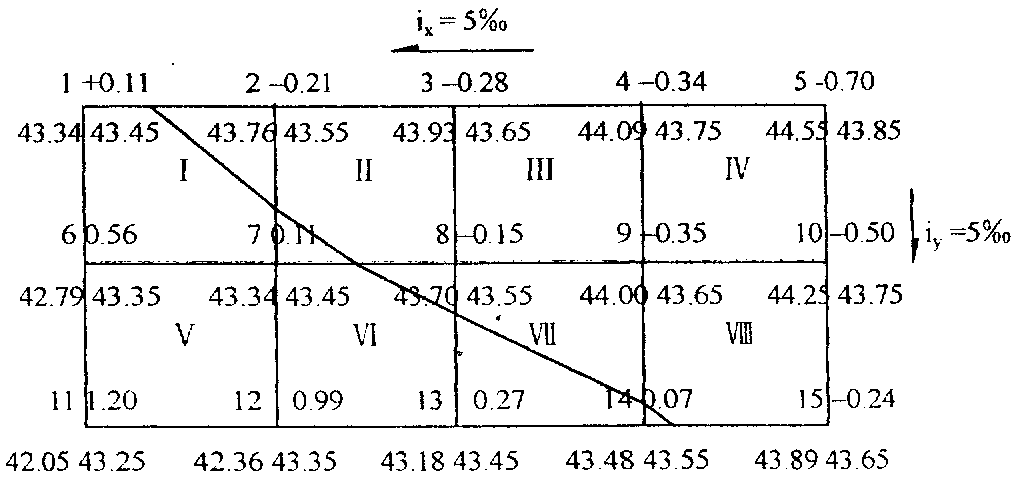 iₓ = 5‰
1 +0.11 2 –0.21 3 –0.28 4 –0.34 5 -0.70
43.34 43.45 43.76 43.55 43.93 43.65 44.09 43.75 44.55 43.85
I II III IV
6 0.56 7 0.11 8 –0.15 9 –0.35 10 –0.50 iᵧ =5‰
42.79 43.35 43.34 43.45 43.70 43.55 44.00 43.65 44.25 43.75
V VI VII VIII
11 1.20 12 0.99 13 0.27 14 0.07 15 –0.24
42.05 43.25 42.36 43.35 43.18 43.45 43.48 43.55 43.89 43.65